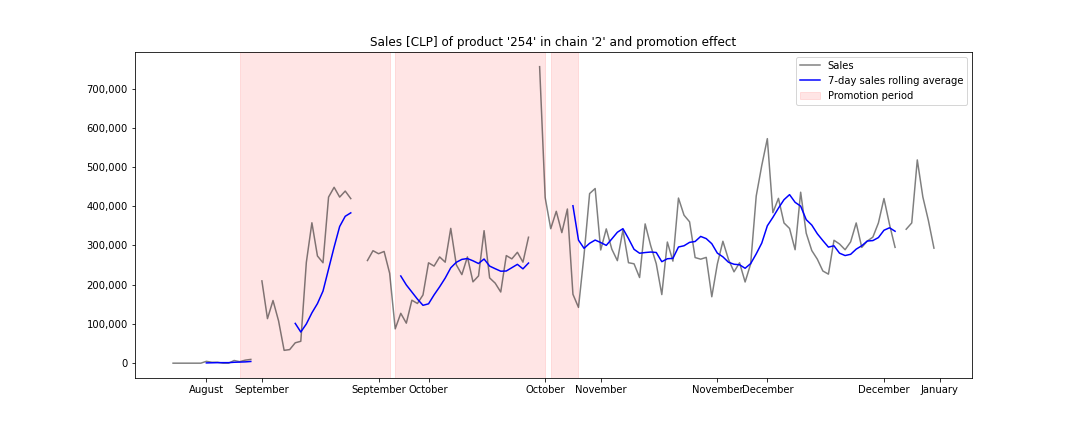 Sales [CLP] of product '254' in chain '2' and promotion effect
Sales
7-day sales rolling average
Promotion period
700,000
600,000
500,000
400,000
300,000
200,000
100,000
0
August September September October October November November December December January